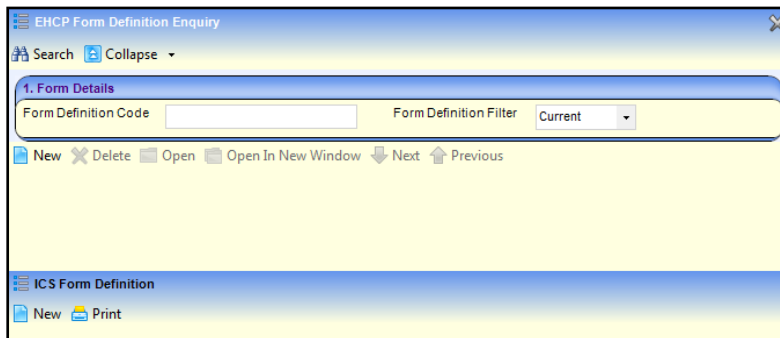 EHCP Form Definition Enquiry
Search Collapse
1. Form Details
Form Definition Code Form Definition Filter Current
New Delete Open Open In New Window Next Previous
ICS Form Definition
New Print